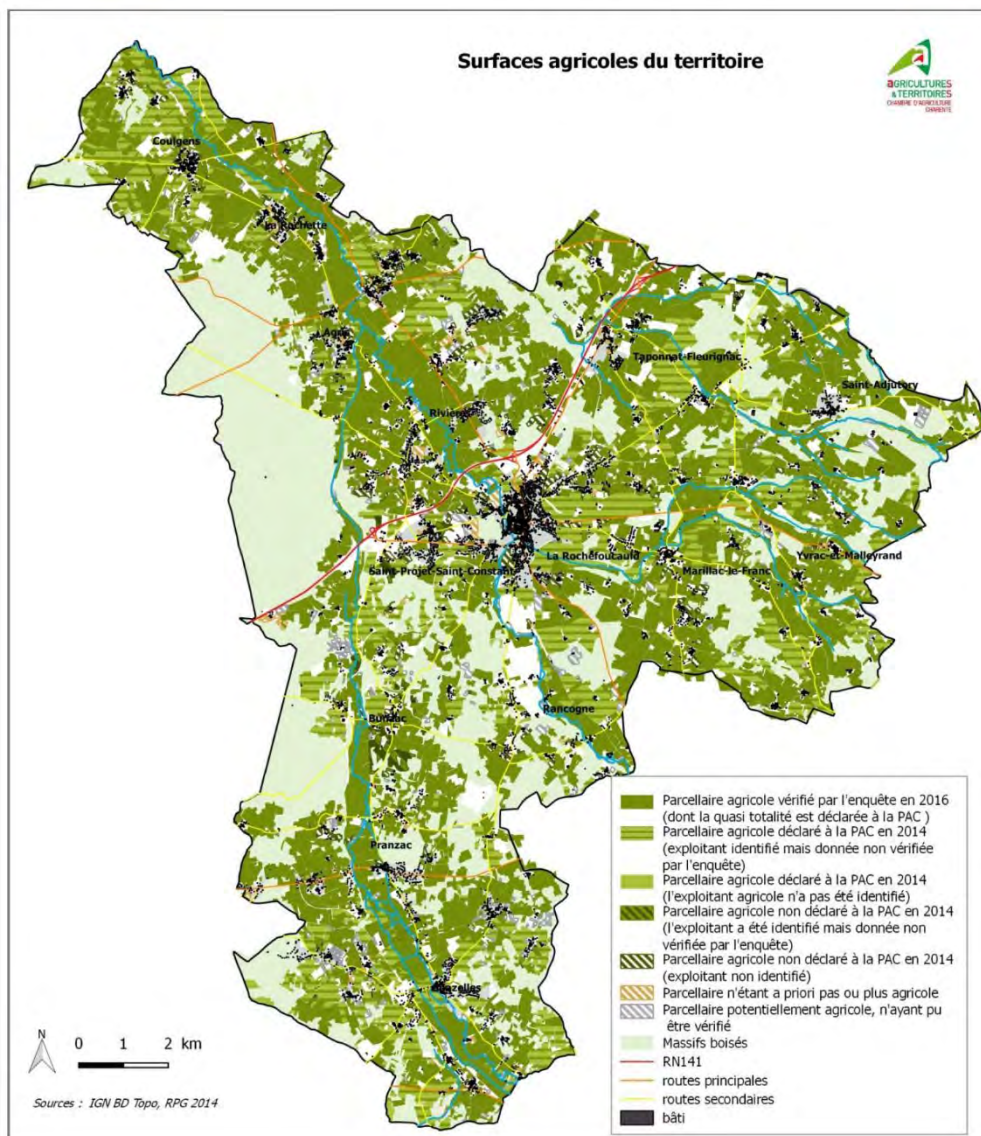 Surfaces agricoles du territoire
AGRICULTURES
& TERRITOIRES
CHAMBRE D'AGRICULTURE
CHARENTE
Coulgens
La Rochette
Agris
Taponnat-Fleurignac
Saint-Adjutory
Rivières
La Rochefoucauld
Yvrac-et-Malleyrand
Saint-Projet-Saint-Constant
Marillac-le-Franc
Rancogne
Bunzac
Pranzac
Parcellaire agricole vérifié par l'enquête en 2016
(dont la quasi totalité est déclarée à la PAC )
Parcellaire agricole déclaré à la PAC en 2014
(exploitant identifié mais donnée non vérifiée
par l'enquête)
Parcellaire agricole déclaré à la PAC en 2014
(l'exploitant agricole n'a pas été identifié)
Parcellaire agricole non déclaré à la PAC en 2014
(l'exploitant a été identifié mais donnée non
vérifiée par l'enquête)
Parcellaire agricole non déclaré à la PAC en 2014
(exploitant non identifié)
Parcellaire n'étant a priori pas ou plus agricole
Parcellaire potentiellement agricole, n'ayant pu
être vérifié
Massifs boisés
RN141
routes principales
routes secondaires
bâti
N
0 1 2 km
Sources : IGN BD Topo, RPG 2014